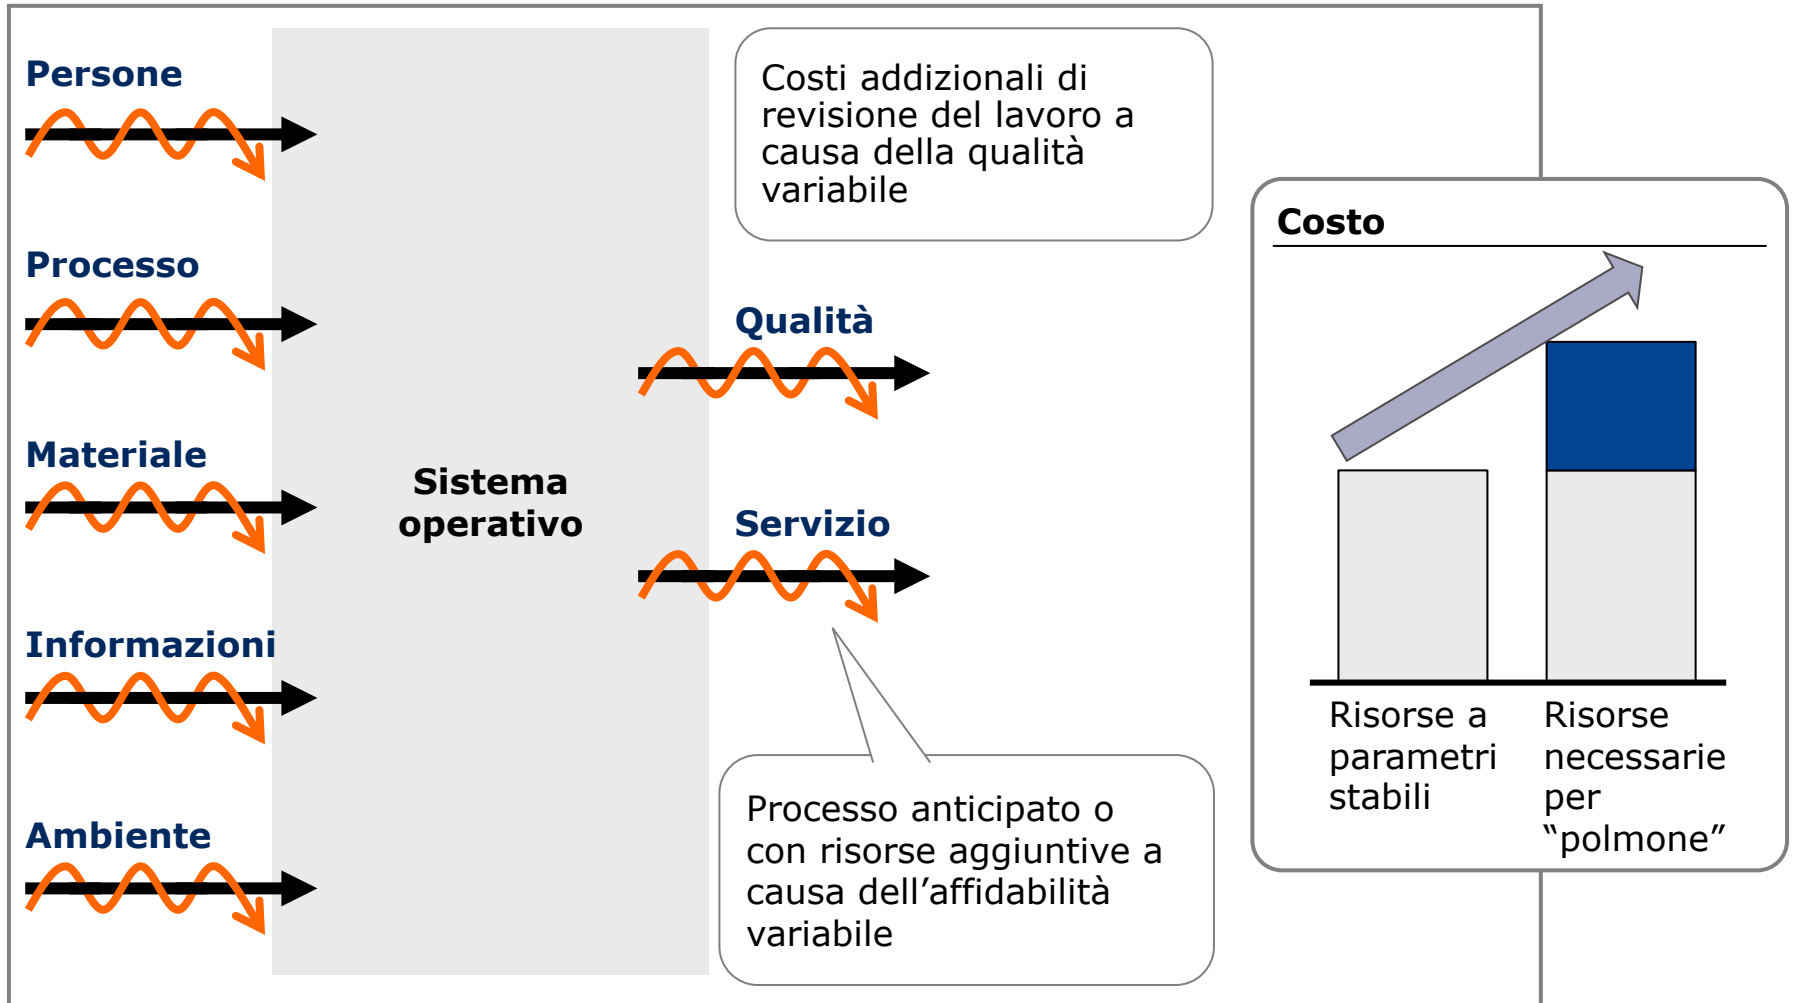 Persone
Processo
Materiale
Informazioni
Ambiente
Sistema
operativo
Costi addizionali di
revisione del lavoro a
causa della qualità
variabile
Qualità
Servizio
Processo anticipato o
con risorse aggiuntive a
causa dell’affidabilità
variabile
Costo
Risorse a
parametri
stabili
Risorse
necessarie
per
“polmone”